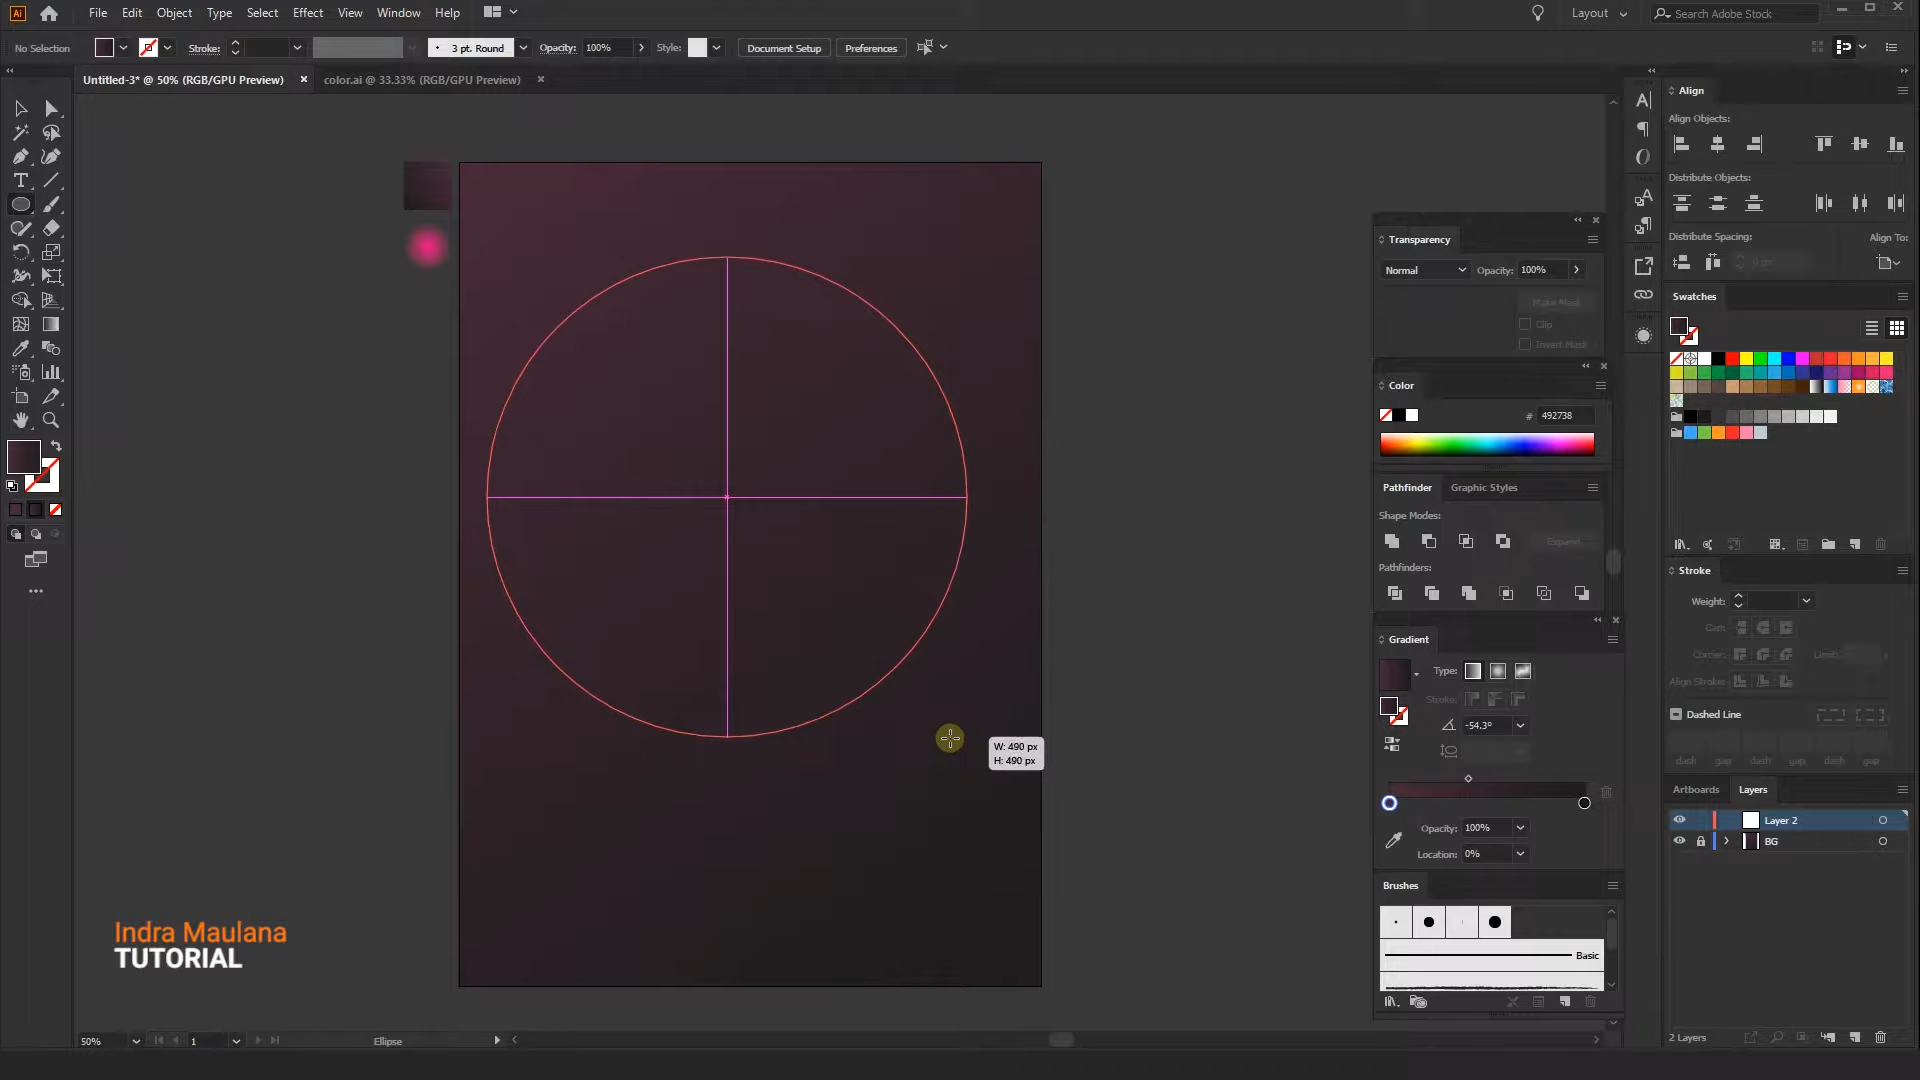 Ai
File Edit Object Type Select Effect View Window Help
Layout
Search Adobe Stock
No Selection
Stroke:
3 pt. Round
Opacity: 100%
Style:
Document Setup
Preferences
Untitled-3* @ 50% (RGB/GPU Preview)
color.ai @ 33.33% (RGB/GPU Preview)
Align
Align Objects:
Distribute Objects:
Distribute Spacing:
Align To:
0 px
Transparency
Normal
Opacity: 100%
Make Mask
Clip
Invert Mask
Swatches
Color
# 492738
Pathfinder
Graphic Styles
Shape Modes:
Expand
Pathfinders:
Stroke
Weight:
Cap:
Corner:
Limit:
Align Stroke:
Dashed Line
dash gap dash gap dash gap
Gradient
Type:
Stroke:
-54.3°
Opacity: 100%
Location: 0%
W: 490 px
H: 490 px
Artboards
Layers
Layer 2
BG
Brushes
Basic
Indra Maulana
TUTORIAL
50%
1
Ellipse
2 Layers